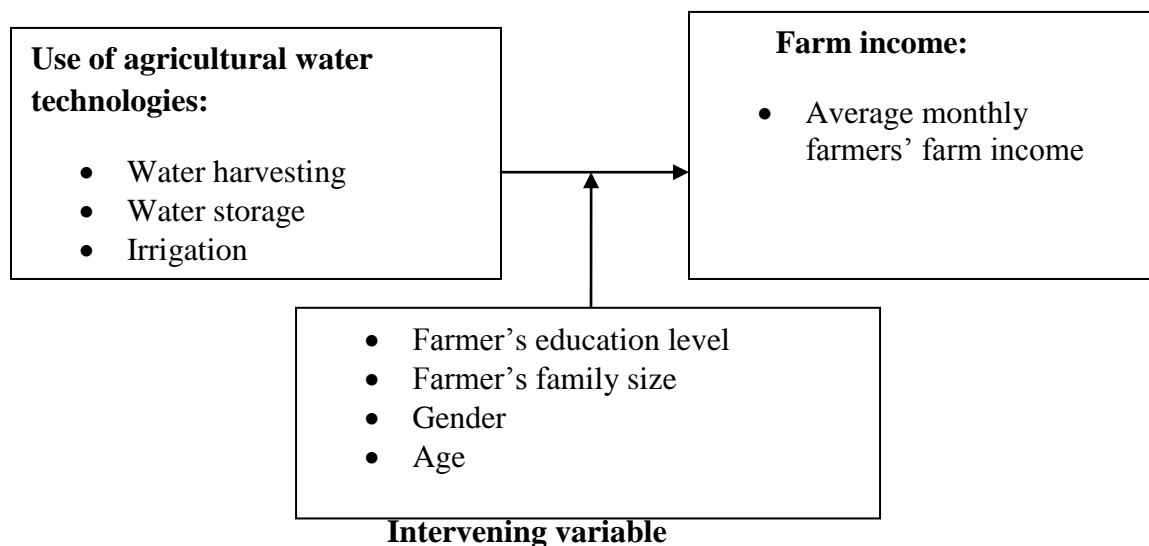 Use of agricultural water
technologies:
• Water harvesting
• Water storage
• Irrigation
Farm income:
• Average monthly
farmers’ farm income
• Farmer’s education level
• Farmer’s family size
• Gender
• Age
Intervening variable